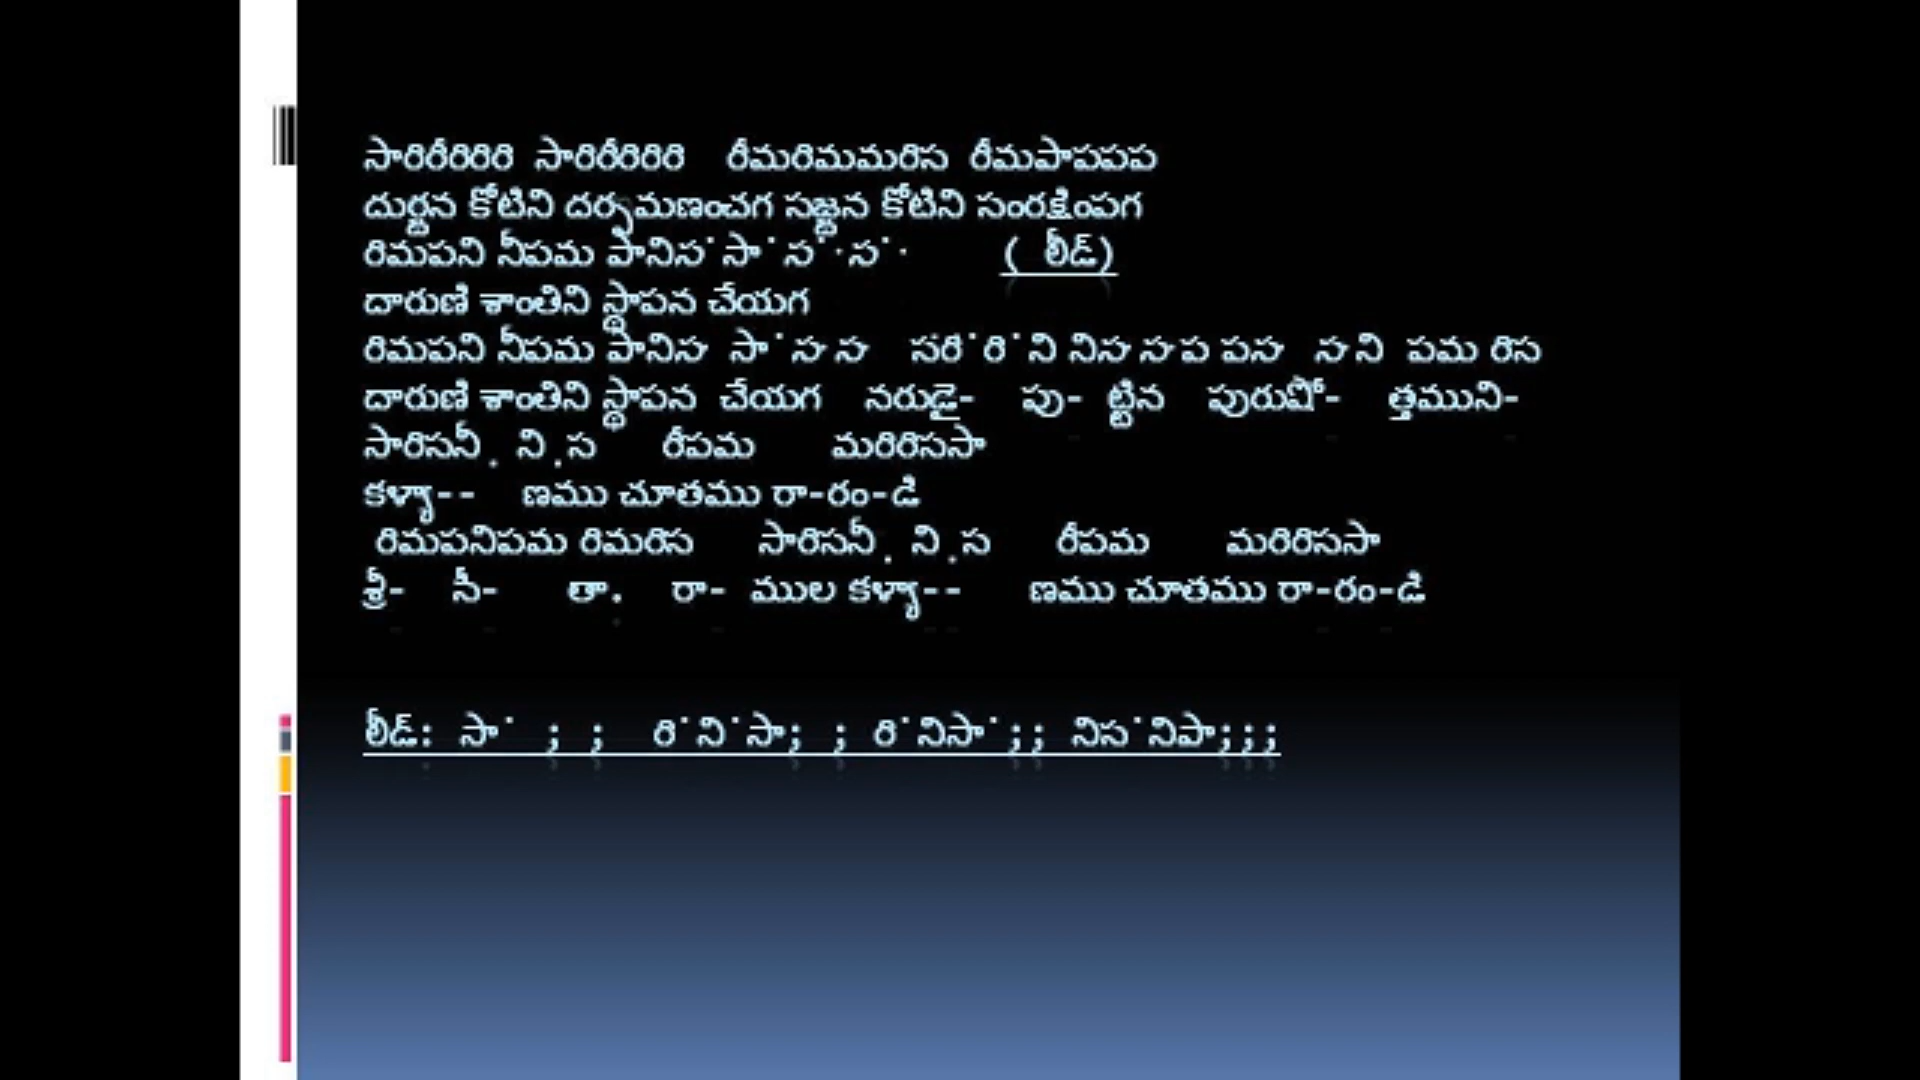 సారిరీరిరిరి సారిరీరిరిరి రీమరిమమరిస రీమపాపపప
దుర్జన కోటిని దర్పమణంచగ సజ్జన కోటిని సంరక్షింపగ
రిమపని నీపమ పానిస˙సా˙స˙·స˙· ( లీడ్)
దారుణి శాంతిని స్థాపన చేయగ
రిమపని నీపమ పానిస సా˙సస సరి˙రి˙ని నిససప పస సని పమ రిస
దారుణి శాంతిని స్థాపన చేయగ నరుడై- పు- ట్టిన పురుషో- త్తముని-
సారిసనీ. ని.స రీపమ మరిరిససా
కళ్యా-- ణము చూతము రా-రం-డి
రిమపనిపమ రిమరిస సారిసనీ. ని.స రీపమ మరిరిససా
శ్రీ- సీ- తా. రా- ముల కళ్యా-- ణము చూతము రా-రం-డి
లీడ్: సా˙ ; ; రి˙ని˙సా; ; రి˙నిసా˙;; నిస˙నిపా;;;